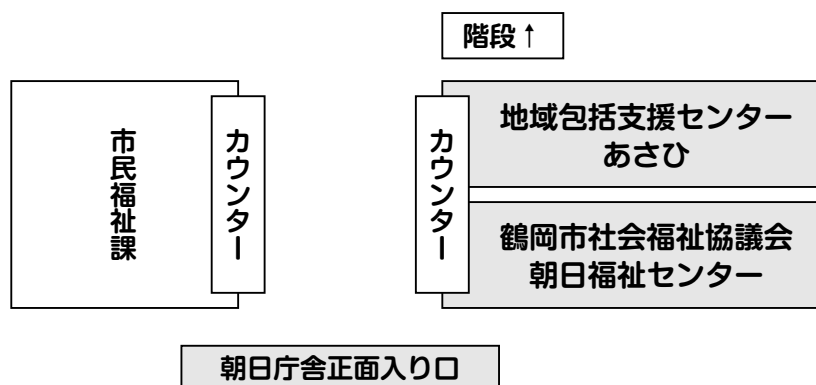 階段↑
市民福祉課
カウンター
カウンター
地域包括支援センター
あさひ
鶴岡市社会福祉協議会
朝日福祉センター
朝日庁舎正面入り口